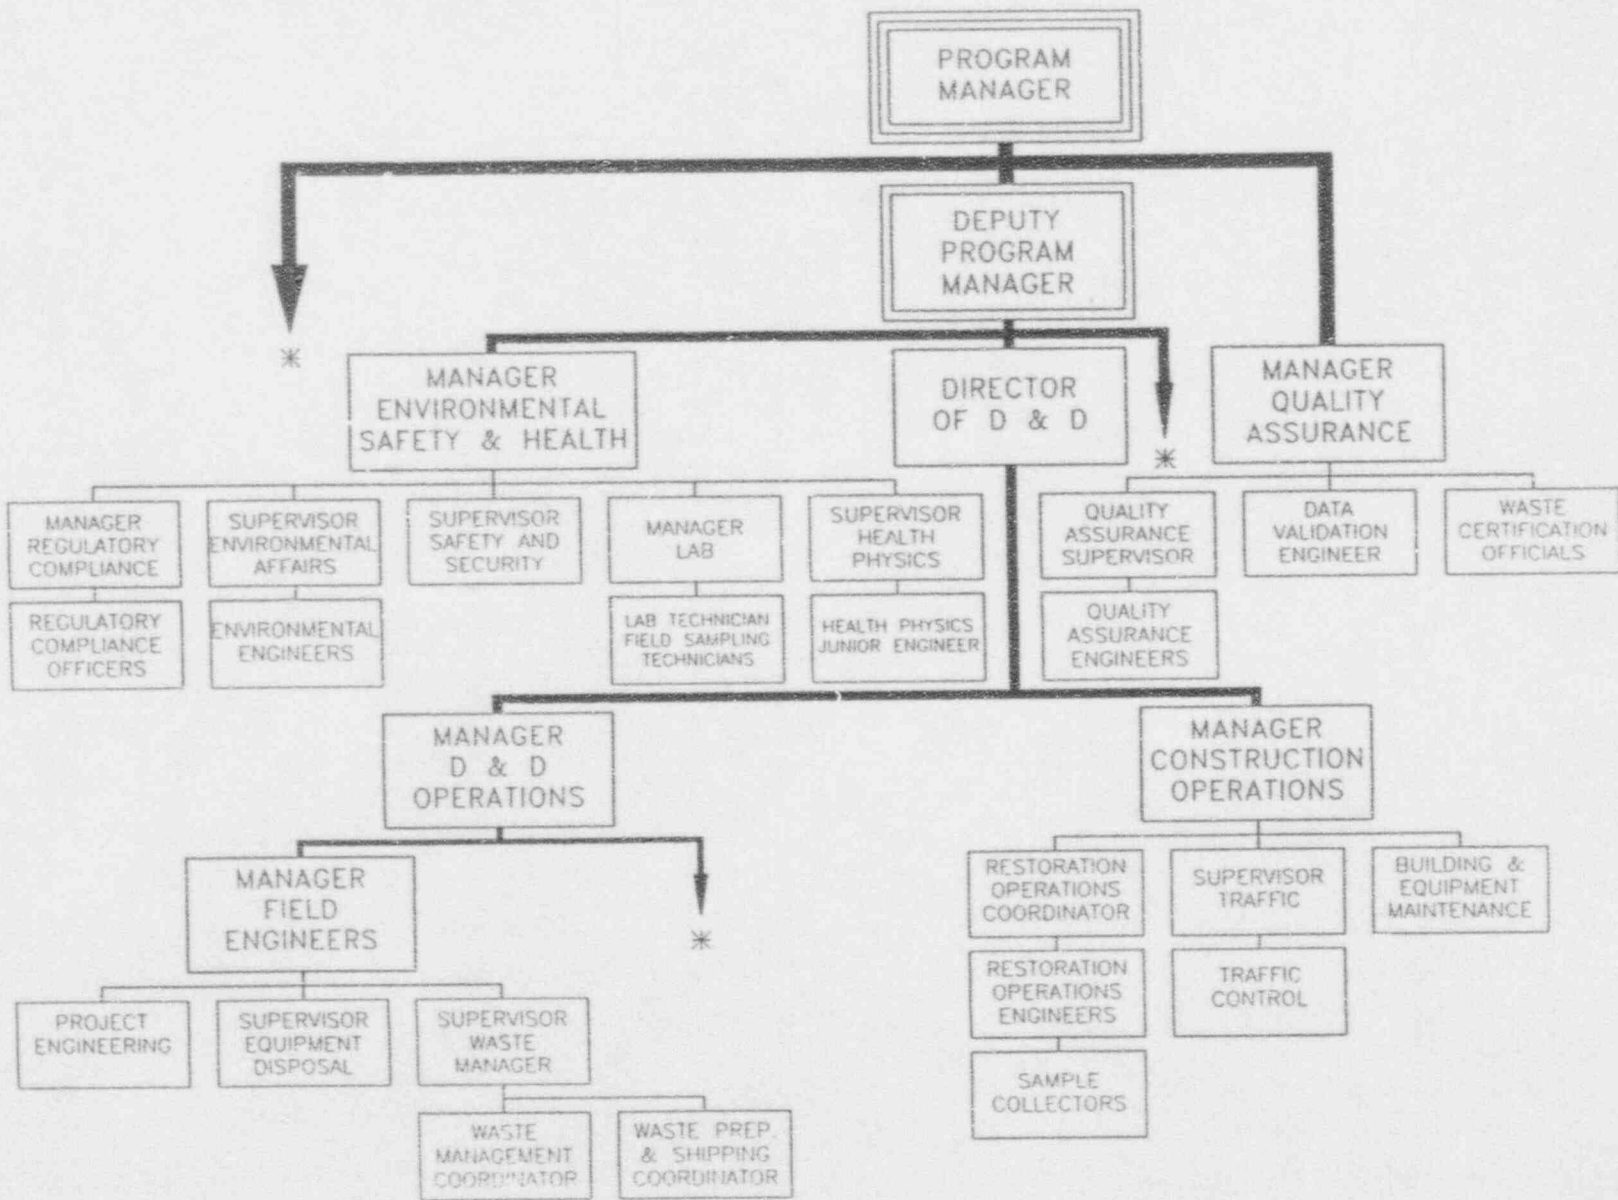 PROGRAM
MANAGER
DEPUTY
PROGRAM
MANAGER
*
MANAGER
ENVIRONMENTAL
SAFETY & HEALTH
DIRECTOR
OF D & D
*
MANAGER
QUALITY
ASSURANCE
MANAGER
REGULATORY
COMPLIANCE
SUPERVISOR
ENVIRONMENTAL
AFFAIRS
SUPERVISOR
SAFETY AND
SECURITY
MANAGER
LAB
SUPERVISOR
HEALTH
PHYSICS
QUALITY
ASSURANCE
SUPERVISOR
DATA
VALIDATION
ENGINEER
WASTE
CERTIFICATION
OFFICIALS
REGULATORY
COMPLIANCE
OFFICERS
ENVIRONMENTAL
ENGINEERS
LAB TECHNICIAN
FIELD SAMPLING
TECHNICIANS
HEALTH PHYSICS
JUNIOR ENGINEER
QUALITY
ASSURANCE
ENGINEERS
MANAGER
D & D
OPERATIONS
MANAGER
CONSTRUCTION
OPERATIONS
MANAGER
FIELD
ENGINEERS
*
RESTORATION
OPERATIONS
COORDINATOR
SUPERVISOR
TRAFFIC
BUILDING &
EQUIPMENT
MAINTENANCE
RESTORATION
OPERATIONS
ENGINEERS
TRAFFIC
CONTROL
PROJECT
ENGINEERING
SUPERVISOR
EQUIPMENT
DISPOSAL
SUPERVISOR
WASTE
MANAGER
SAMPLE
COLLECTORS
WASTE
MANAGEMENT
COORDINATOR
WASTE PREP.
& SHIPPING
COORDINATOR